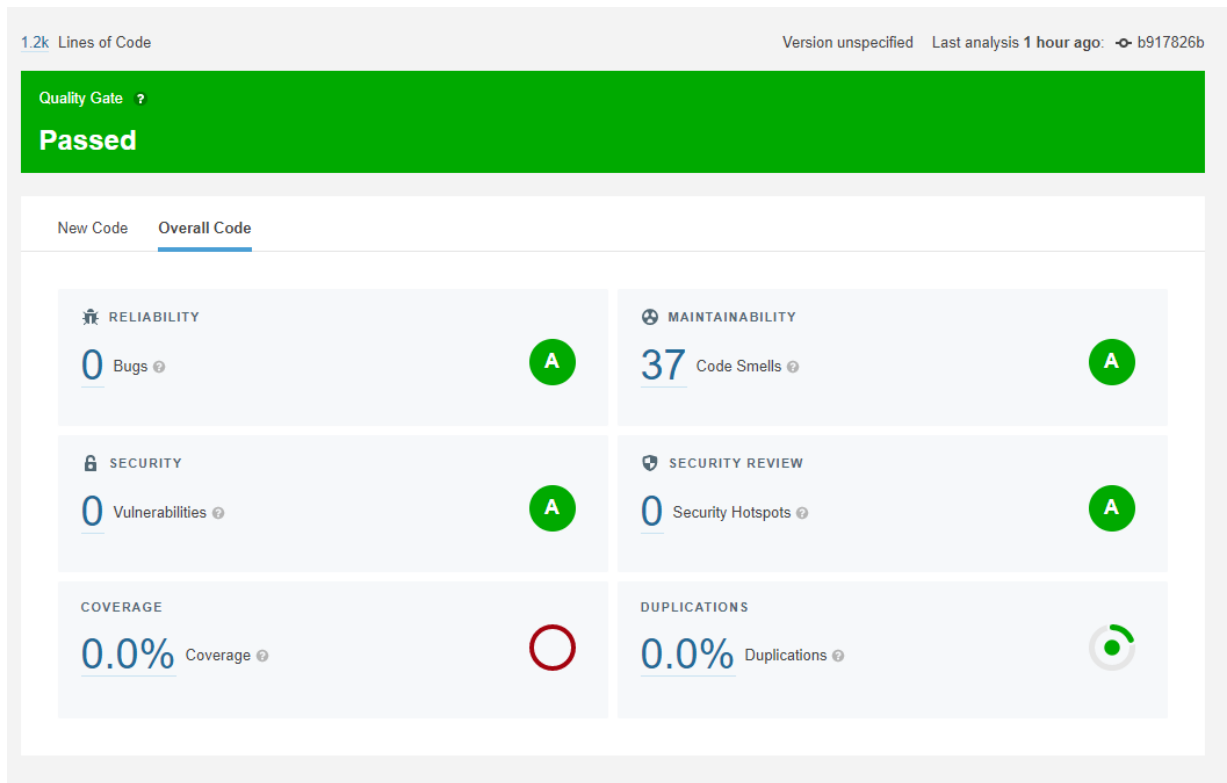 1.2k Lines of Code Version unspecified Last analysis 1 hour ago: b917826b
Quality Gate ?
Passed
New Code Overall Code
RELIABILITY
0 Bugs ? A
MAINTAINABILITY
37 Code Smells ? A
SECURITY
0 Vulnerabilities ? A
SECURITY REVIEW
0 Security Hotspots ? A
COVERAGE
0.0% Coverage ?
DUPLICATIONS
0.0% Duplications ?